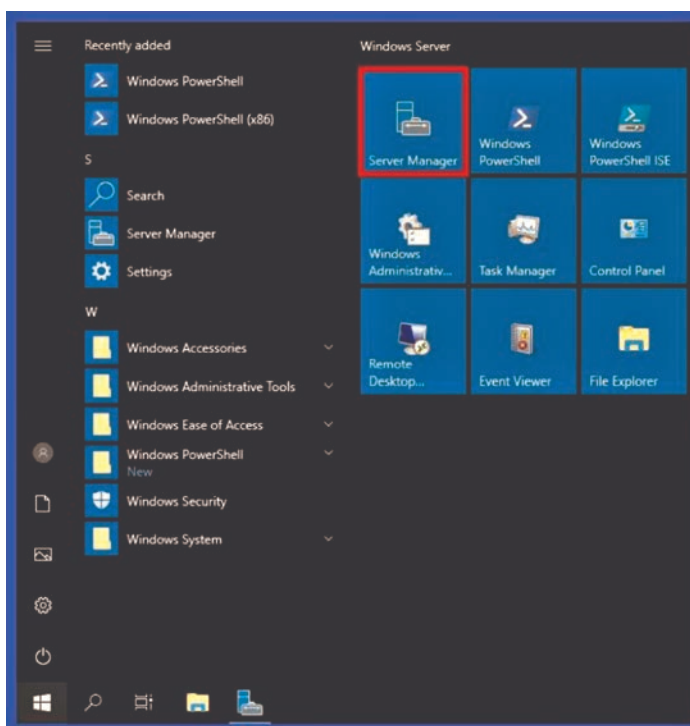 Recently added
Windows PowerShell
Windows PowerShell (x86)
S
Search
Server Manager
Settings
W
Windows Accessories
Windows Administrative Tools
Windows Ease of Access
Windows PowerShell
New
Windows Security
Windows System
Windows Server
Server Manager
Windows
PowerShell
Windows
PowerShell ISE
Windows
Administrativ...
Task Manager
Control Panel
Remote
Desktop...
Event Viewer
File Explorer